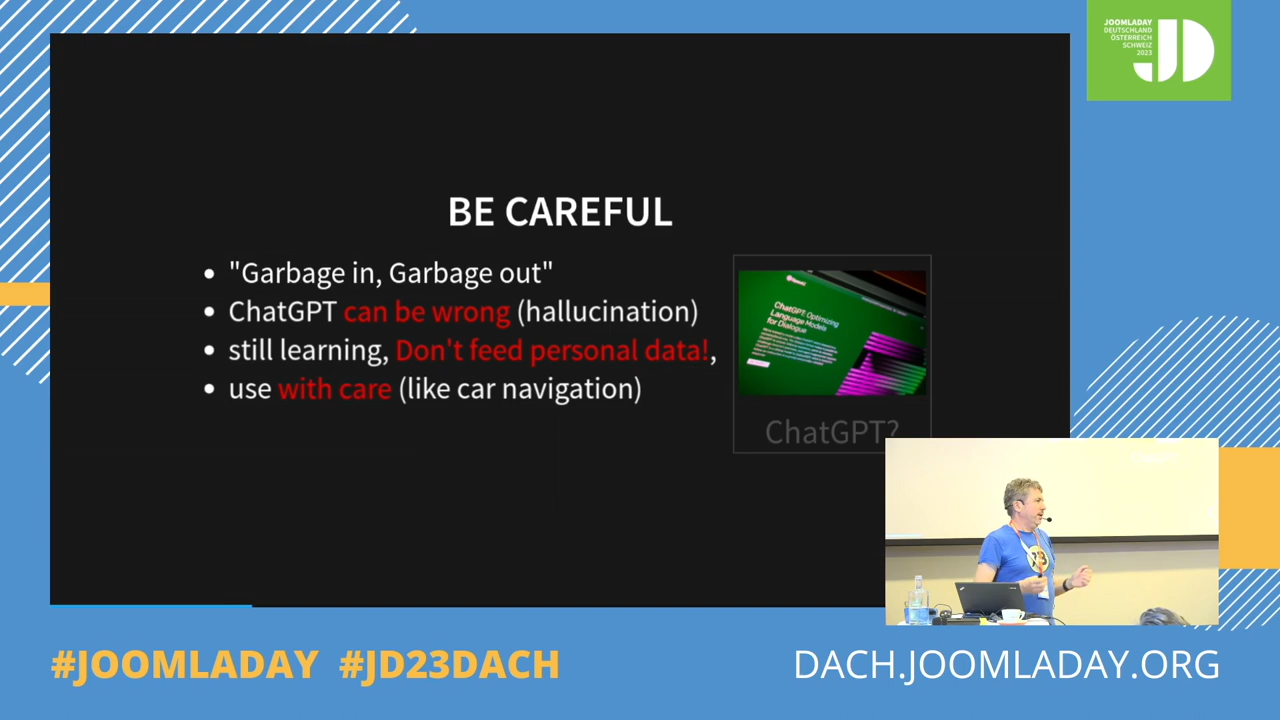 JOOMLADAY
DEUTSCHLAND
ÖSTERREICH
SCHWEIZ
2023
JD
BE CAREFUL
• "Garbage in, Garbage out"
• ChatGPT can be wrong (hallucination)
• still learning, Don't feed personal data!,
• use with care (like car navigation)
ChatGPT: Optimizing
Language Models
for Dialogue
ChatGPT?
#JOOMLADAY #JD23DACH
DACH.JOOMLADAY.ORG